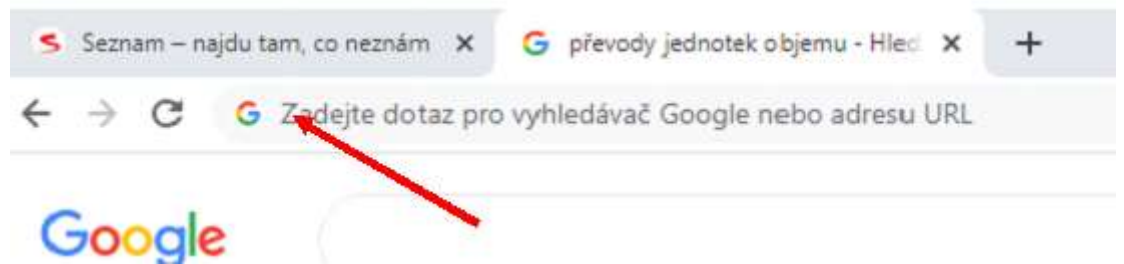 Seznam – najdu tam, co neznám
převody jednotek objemu - Hled
Zadejte dotaz pro vyhledávač Google nebo adresu URL
Google